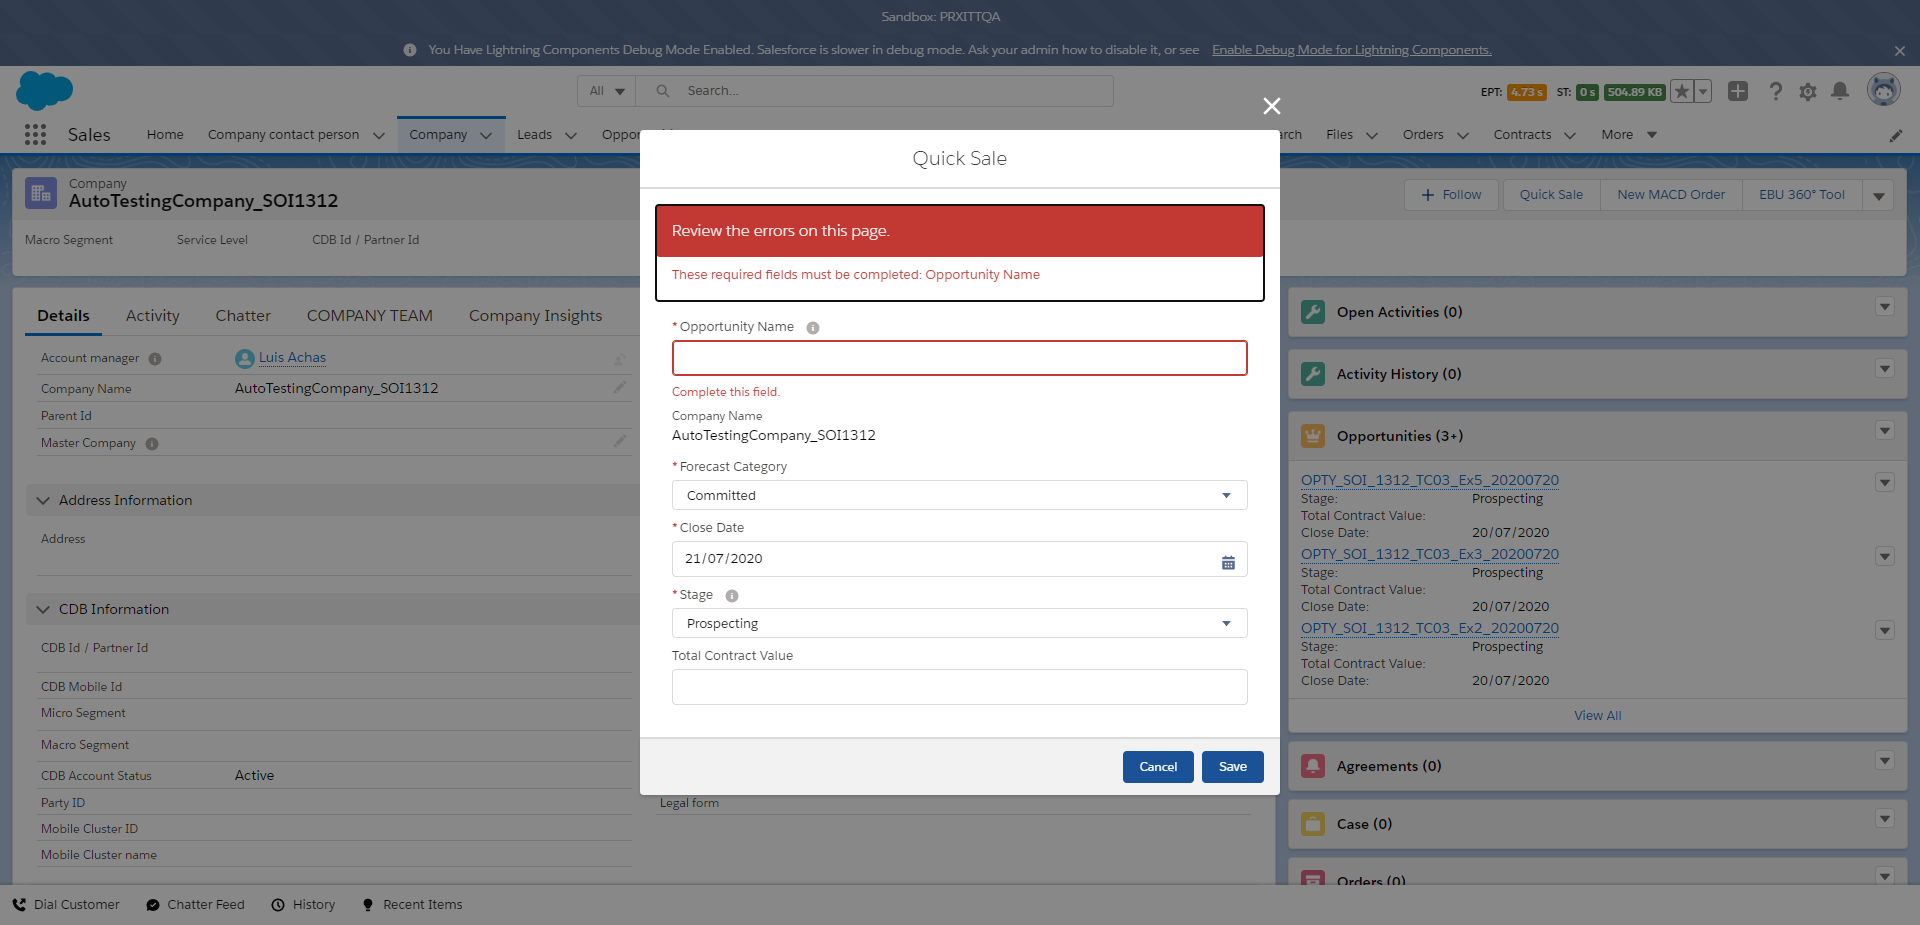 Sandbox: PRXITTQA
You Have Lightning Components Debug Mode Enabled. Salesforce is slower in debug mode. Ask your admin how to disable it, or see Enable Debug Mode for Lightning Components.
All
Search...
EPT: 4.73 s ST: 0 s 504.89 KB
Sales
Home
Company contact person
Company
Leads
Files
Orders
Contracts
More
Company
AutoTestingCompany_SOI1312
Follow
Quick Sale
New MACD Order
EBU 360° Tool
Macro Segment
Service Level
CDB Id / Partner Id
Details
Activity
Chatter
COMPANY TEAM
Company Insights
Account manager
Luis Achas
Company Name
AutoTestingCompany_SOI1312
Parent Id
Master Company
Address Information
Address
CDB Information
CDB Id / Partner Id
CDB Mobile Id
Micro Segment
Macro Segment
CDB Account Status
Active
Party ID
Mobile Cluster ID
Mobile Cluster name
Legal form
Quick Sale
Review the errors on this page.
These required fields must be completed: Opportunity Name
* Opportunity Name
Complete this field.
Company Name
AutoTestingCompany_SOI1312
* Forecast Category
Committed
* Close Date
21/07/2020
* Stage
Prospecting
Total Contract Value
Cancel
Save
Open Activities (0)
Activity History (0)
Opportunities (3+)
OPTY_SOI_1312_TC03_Ex5_20200720
Stage: Prospecting
Total Contract Value:
Close Date: 20/07/2020
OPTY_SOI_1312_TC03_Ex3_20200720
Stage: Prospecting
Total Contract Value:
Close Date: 20/07/2020
OPTY_SOI_1312_TC03_Ex2_20200720
Stage: Prospecting
Total Contract Value:
Close Date: 20/07/2020
View All
Agreements (0)
Case (0)
Orders (0)
Dial Customer
Chatter Feed
History
Recent Items